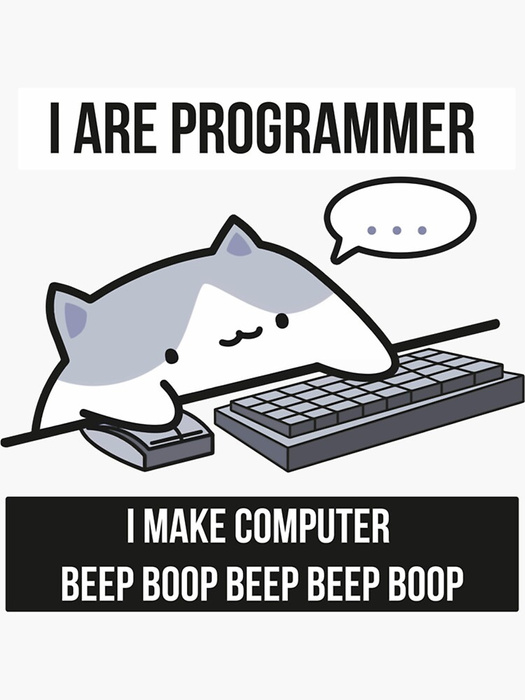 I ARE PROGRAMMER
...
I MAKE COMPUTER
BEEP BOOP BEEP BEEP BOOP